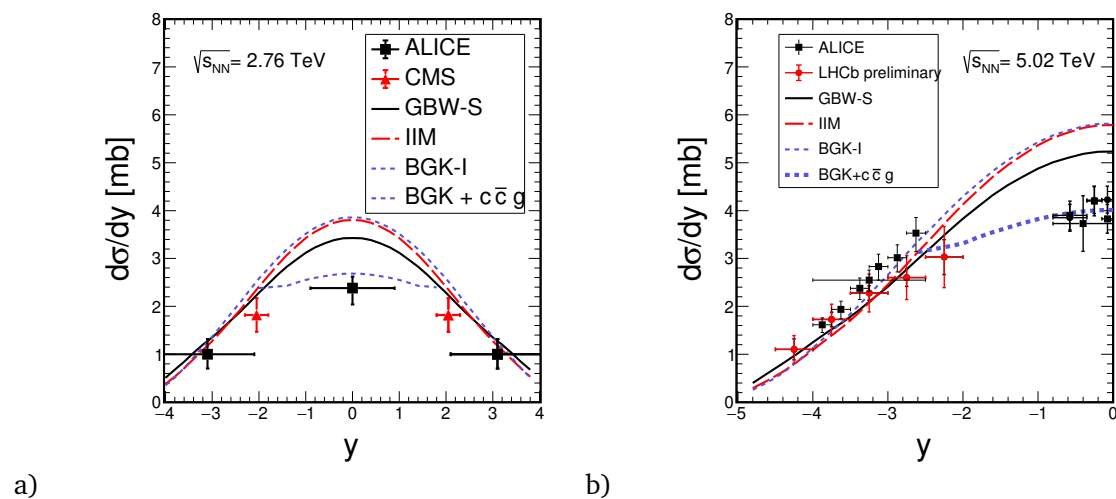 8
7
6
5
4
3
2
1
0
dσ/dy [mb]
√s_NN = 2.76 TeV
ALICE
CMS
GBW-S
IIM
BGK-I
BGK + c c̄ g
−4 −3 −2 −1 0 1 2 3 4
y
a)
8
7
6
5
4
3
2
1
0
dσ/dy [mb]
ALICE
LHCb preliminary
GBW-S
IIM
BGK-I
BGK+c c̄ g
√s_NN = 5.02 TeV
−5 −4 −3 −2 −1 0
y
b)